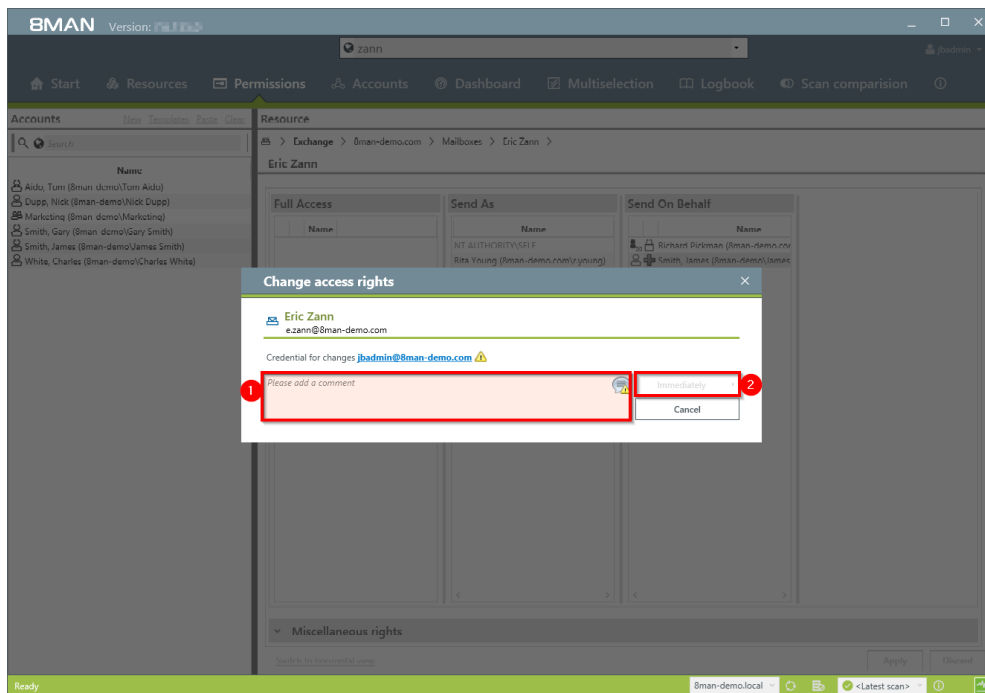 8MAN Version:
zann
jbadmin
Start Resources Permissions Accounts Dashboard Multiselection Logbook Scan comparision
Accounts New Templates Paste Clear
Search
Name
Aido, Tom (8man-demo\Tom Aido)
Dupp, Nick (8man-demo\Nick Dupp)
Marketing (8man-demo\Marketing)
Smith, Gary (8man-demo\Gary Smith)
Smith, James (8man-demo\James Smith)
White, Charles (8man-demo\Charles White)
Resource
> Exchange > 8man-demo.com > Mailboxes > Eric Zann >
Eric Zann
Full Access Send As Send On Behalf
Name Name Name
NT AUTHORITY\SELF Richard Pickman (8man-demo.cor
Rita Young (8man-demo.com\r.young) Smith, James (8man-demo\James
Change access rights
Eric Zann
e.zann@8man-demo.com
Credential for changes jbadmin@8man-demo.com
1 Please add a comment Immediately 2
Cancel
Miscellaneous rights
Switch to horizontal view Apply Discard
Ready 8man-demo.local <Latest scan>